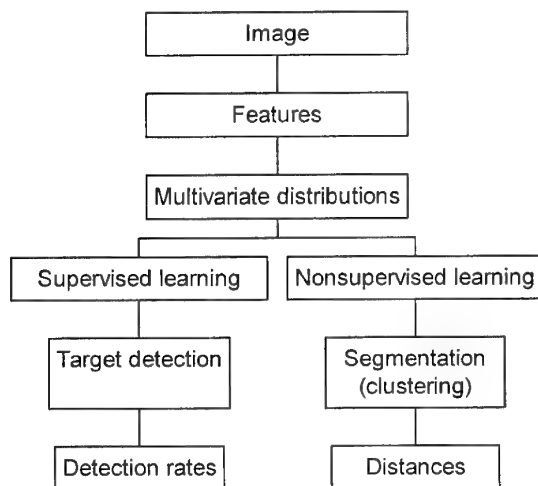 Image
Features
Multivariate distributions
Supervised learning
Nonsupervised learning
Target detection
Segmentation
(clustering)
Detection rates
Distances